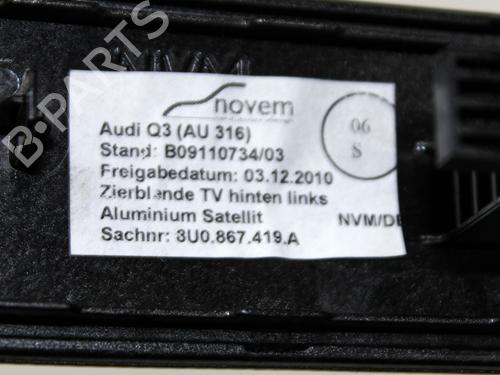 B-PARTS
novem
Audi Q3 (AU 316)
Stand: B09110734/03
Freigabedatum: 03.12.2010
Zierblende TV hinten links
Aluminium Satellit
NVM/DE
Sachnr: 8U0.867.419.A
06
S